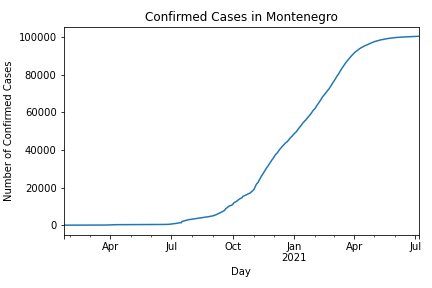 Confirmed Cases in Montenegro
Number of Confirmed Cases
100000
80000
60000
40000
20000
0
Apr
Jul
Oct
Jan
2021
Apr
Jul
Day